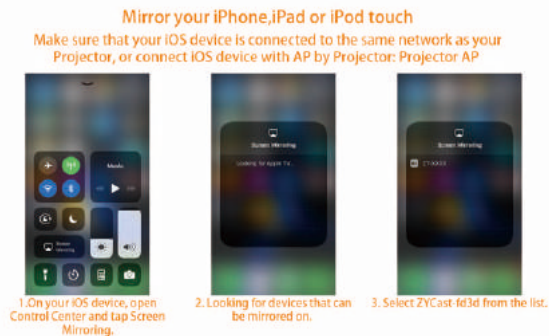 Mirror your iPhone,iPad or iPod touch
Make sure that your iOS device is connected to the same network as your
Projector, or connect iOS device with AP by Projector: Projector AP
Music
Screen
Mirroring
Screen Mirroring
Looking for Apple TV...
Screen Mirroring
1.On your iOS device, open
Control Center and tap Screen
Mirroring.
2. Looking for devices that can
be mirrored on.
3. Select ZYCast-fd3d from the list.